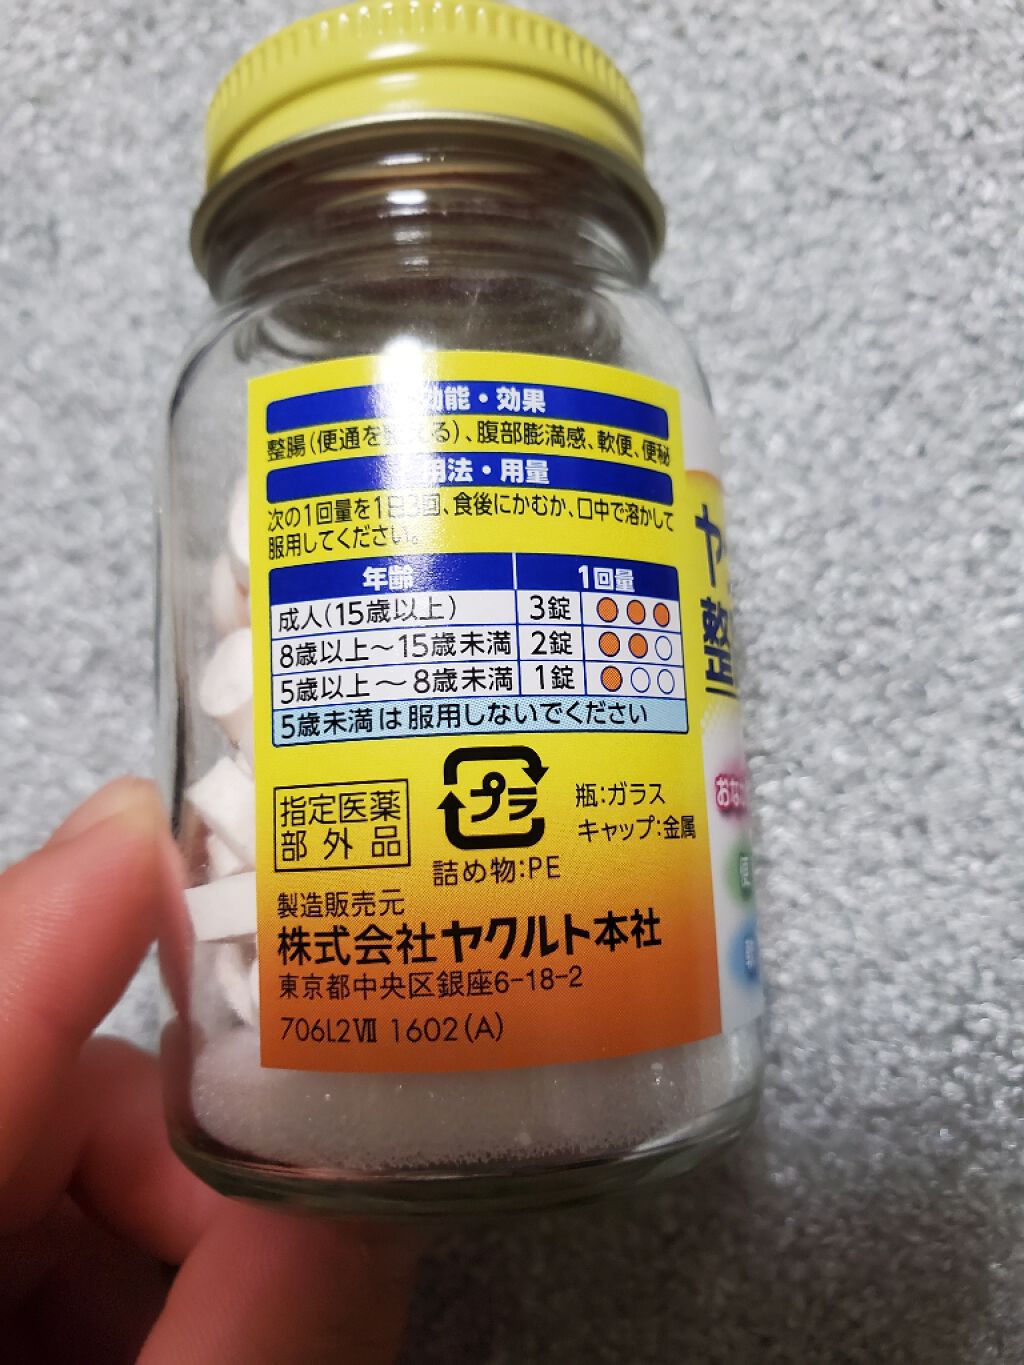 効能・効果
整腸(便通を整える)、腹部膨満感、軟便、便秘
用法・用量
次の1回量を1日3回、食後にかむか、口中で溶かして
服用してください。
年齢 1回量
成人(15歳以上) 3錠
8歳以上〜15歳未満 2錠
5歳以上〜8歳未満 1錠
5歳未満は服用しないでください
指定医薬
部外品
プラ
詰め物:PE
瓶:ガラス
キャップ:金属
製造販売元
株式会社ヤクルト本社
東京都中央区銀座6-18-2
706L2Ⅶ 1602(A)
ヤ
整
おなか
便